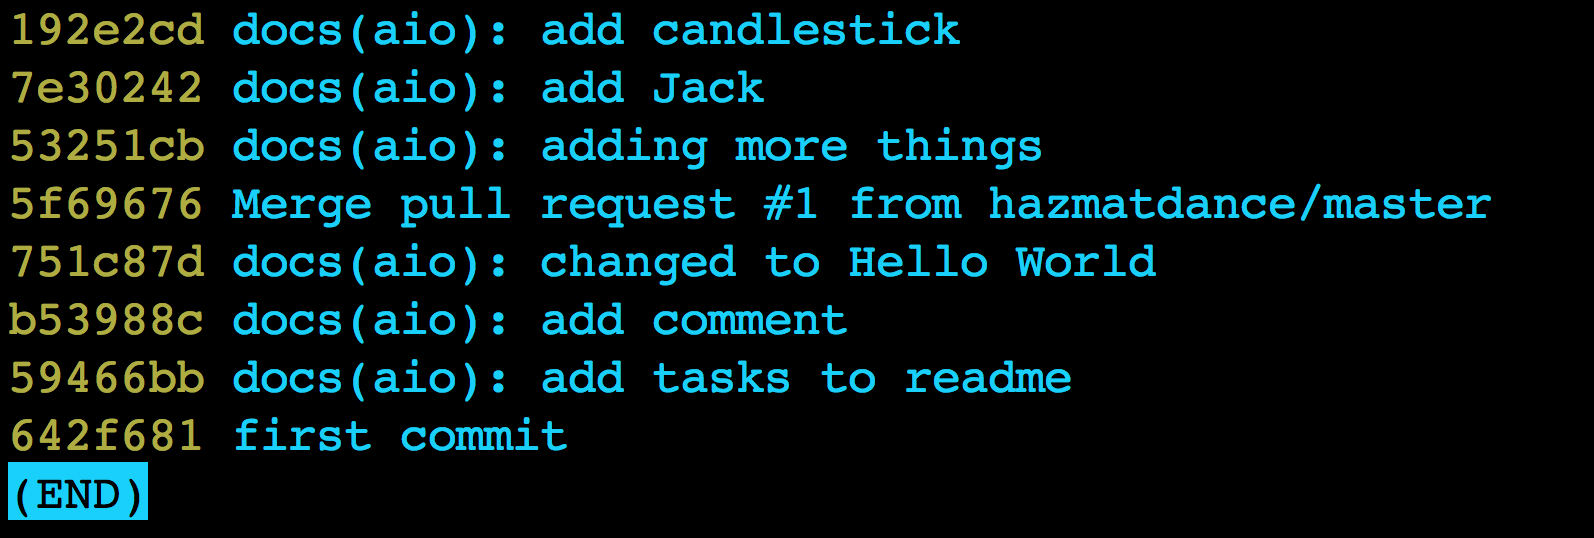 192e2cd docs(aio): add candlestick
7e30242 docs(aio): add Jack
53251cb docs(aio): adding more things
5f69676 Merge pull request #1 from hazmatdance/master
751c87d docs(aio): changed to Hello World
b53988c docs(aio): add comment
59466bb docs(aio): add tasks to readme
642f681 first commit
(END)